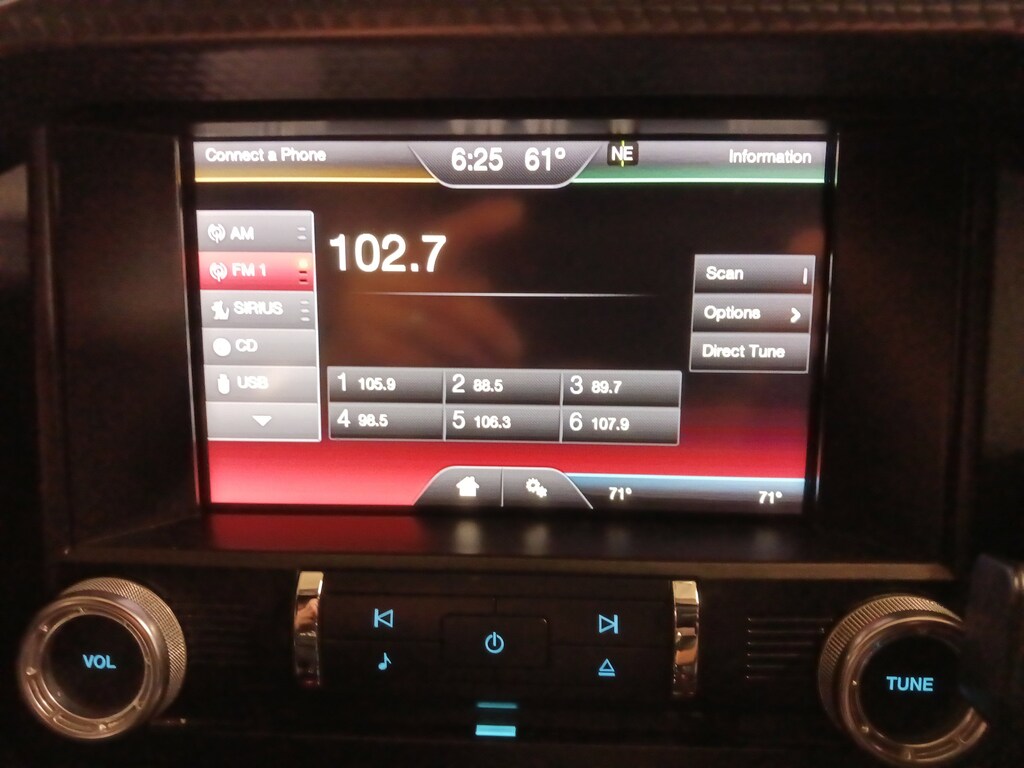 Connect a Phone 6:25 61° NE Information
AM
FM 1
SIRIUS
CD
USB
102.7
Scan
Options
Direct Tune
1 105.9 2 88.5 3 89.7
4 98.5 5 106.3 6 107.9
71° 71°
VOL
TUNE